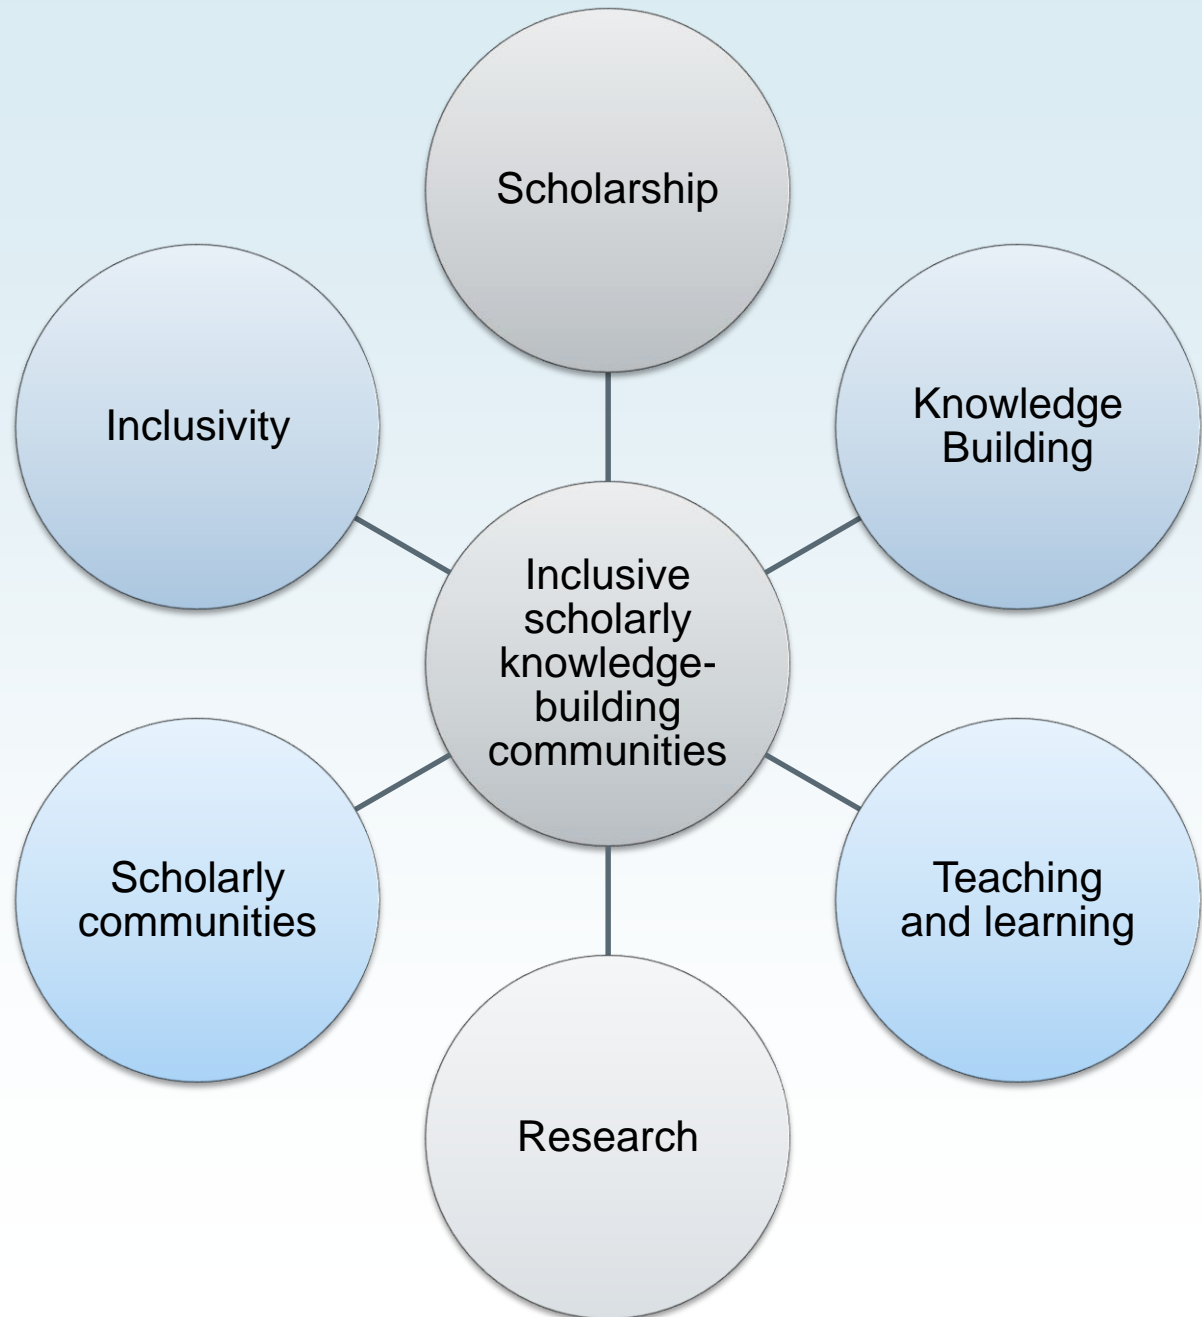 Scholarship
Knowledge
Building
Inclusivity
Inclusive
scholarly
knowledge-
building
communities
Scholarly
communities
Teaching
and learning
Research